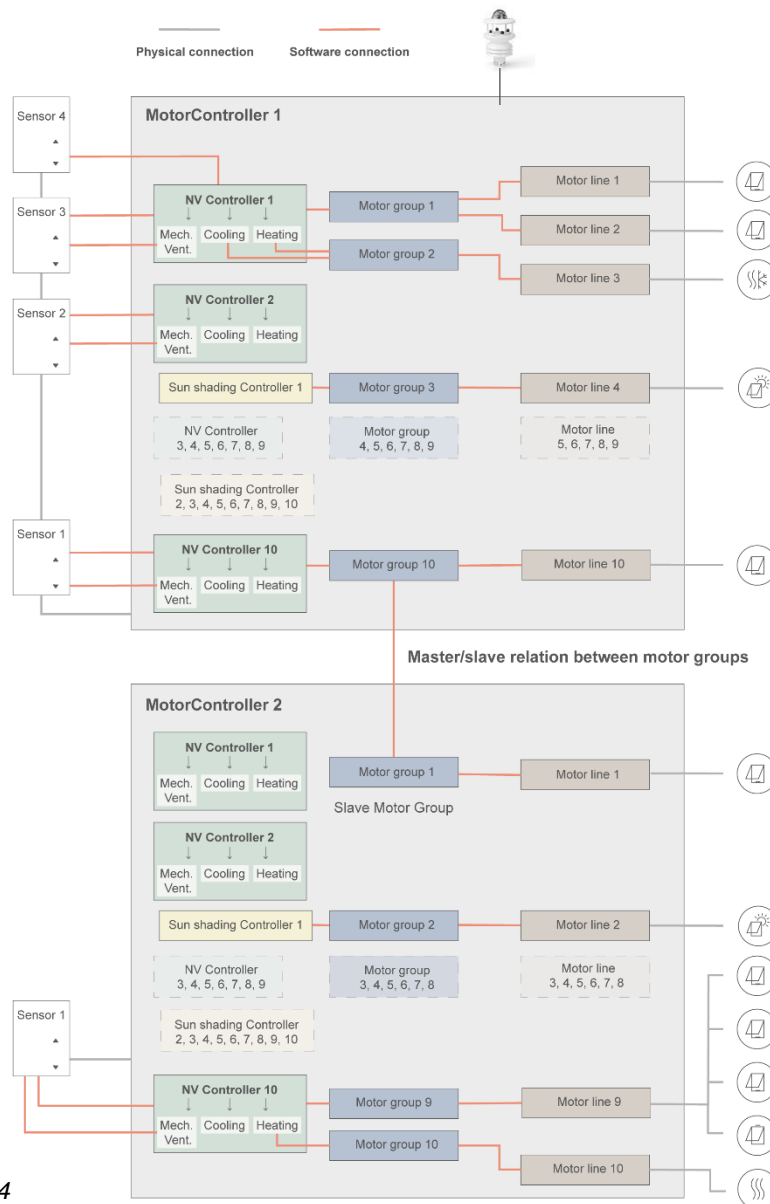 Physical connection
Software connection
MotorController 1
Sensor 4
NV Controller 1
Mech.
Vent.
Cooling
Heating
Motor group 1
Motor group 2
Motor line 1
Motor line 2
Motor line 3
Sensor 3
Sensor 2
NV Controller 2
Mech.
Vent.
Cooling
Heating
Sun shading Controller 1
Motor group 3
Motor line 4
NV Controller
3, 4, 5, 6, 7, 8, 9
Motor group
4, 5, 6, 7, 8, 9
Motor line
5, 6, 7, 8, 9
Sun shading Controller
2, 3, 4, 5, 6, 7, 8, 9, 10
Sensor 1
NV Controller 10
Mech.
Vent.
Cooling
Heating
Motor group 10
Motor line 10
Master/slave relation between motor groups
MotorController 2
NV Controller 1
Mech.
Vent.
Cooling
Heating
Motor group 1
Slave Motor Group
Motor line 1
NV Controller 2
Mech.
Vent.
Cooling
Heating
Sun shading Controller 1
Motor group 2
Motor line 2
NV Controller
3, 4, 5, 6, 7, 8, 9
Motor group
3, 4, 5, 6, 7, 8
Motor line
3, 4, 5, 6, 7, 8
Sun shading Controller
2, 3, 4, 5, 6, 7, 8, 9, 10
Sensor 1
NV Controller 10
Mech.
Vent.
Cooling
Heating
Motor group 9
Motor group 10
Motor line 9
Motor line 10
4